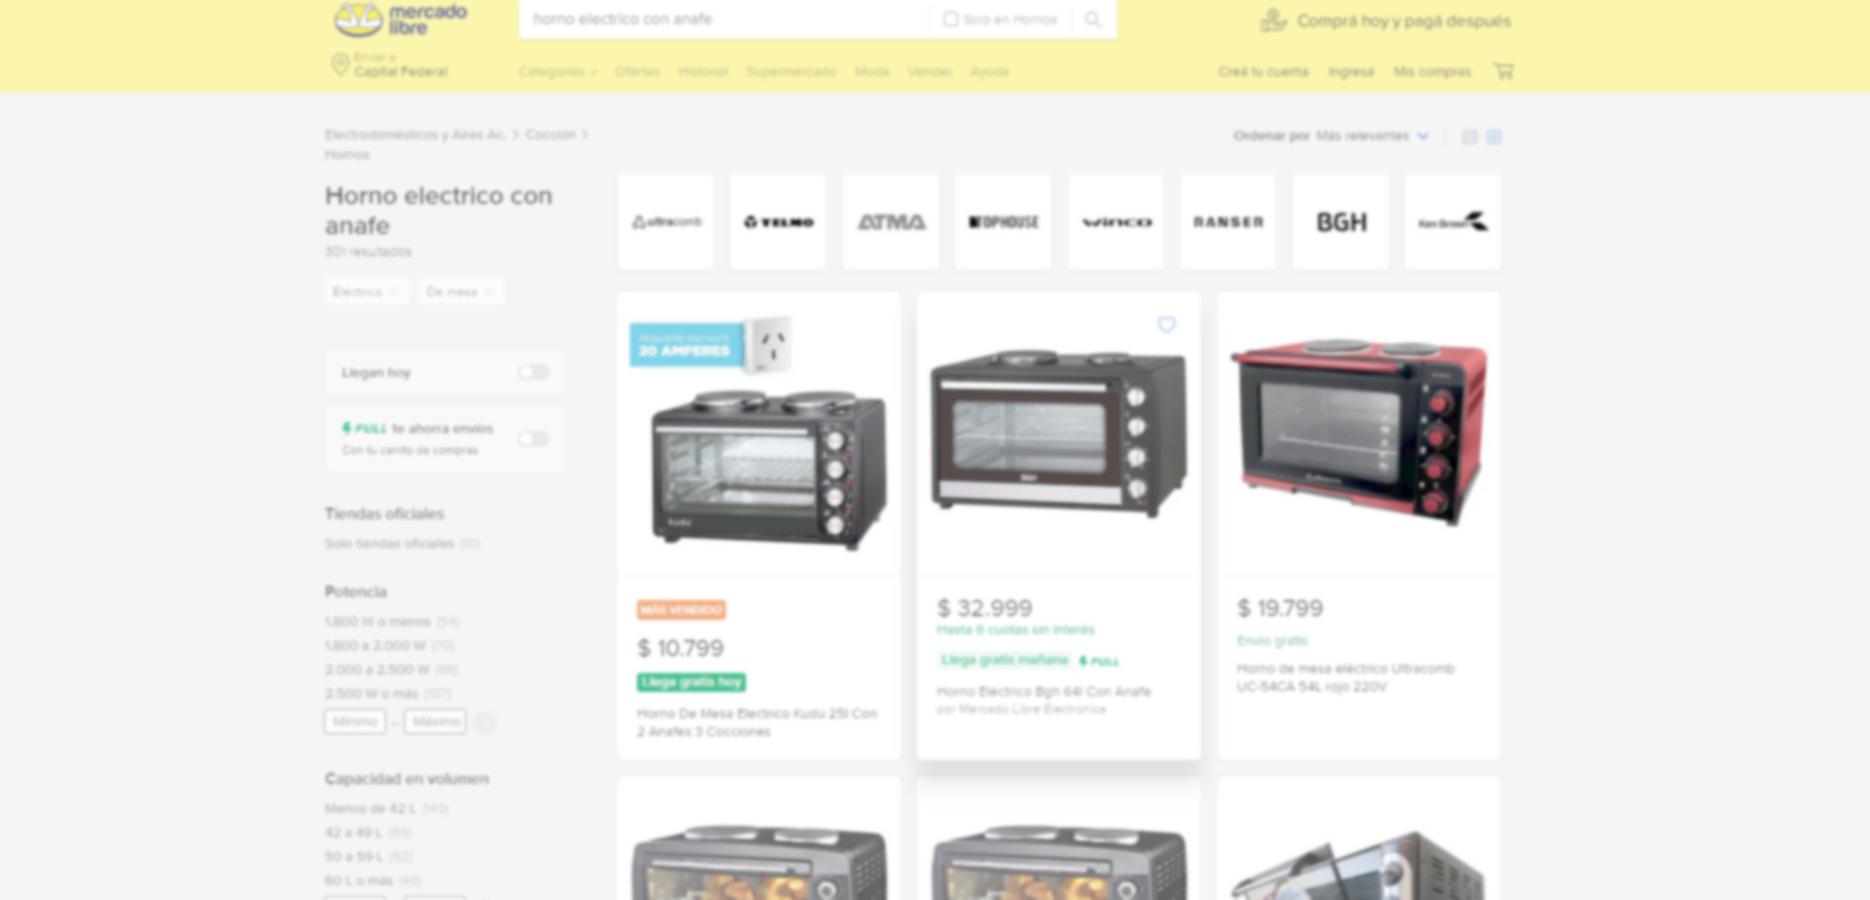 mercado
libre
horno electrico con anafe
Solo en Hornos
Comprá hoy y pagá después
Enviar a
Capital Federal
Categorías
Ofertas
Historial
Supermercado
Moda
Vender
Ayuda
Creá tu cuenta
Ingresá
Mis compras
Electrodomésticos y Aires Ac. > Cocción >
Hornos
Ordenar por Más relevantes
Horno electrico con
anafe
301 resultados
Eléctrico
De mesa
ultracomb
YELMO
ATMA
TOPHOUSE
WINCO
RANSER
BGH
Ken Brown
Llegan hoy
FULL te ahorra envíos
Con tu carrito de compras
Tiendas oficiales
Solo tiendas oficiales (10)
Potencia
1.800 W o menos (54)
1.800 a 2.000 W (70)
2.000 a 2.500 W (86)
2.500 W o más (107)
Mínimo – Máximo
Capacidad en volumen
Menos de 42 L (143)
42 a 49 L (55)
50 a 59 L (52)
60 L o más (45)
REQUIERE ENCHUFE
20 AMPERES
Kudu
MÁS VENDIDO
$ 10.799
Llega gratis hoy
Horno De Mesa Electrico Kudu 25l Con
2 Anafes 3 Cocciones
BGH
$ 32.999
Hasta 6 cuotas sin interés
Llega gratis mañana FULL
Horno Eléctrico Bgh 64l Con Anafe
por Mercado Libre Electronica
$ 19.799
Envío gratis
Horno de mesa eléctrico Ultracomb
UC-54CA 54L rojo 220V